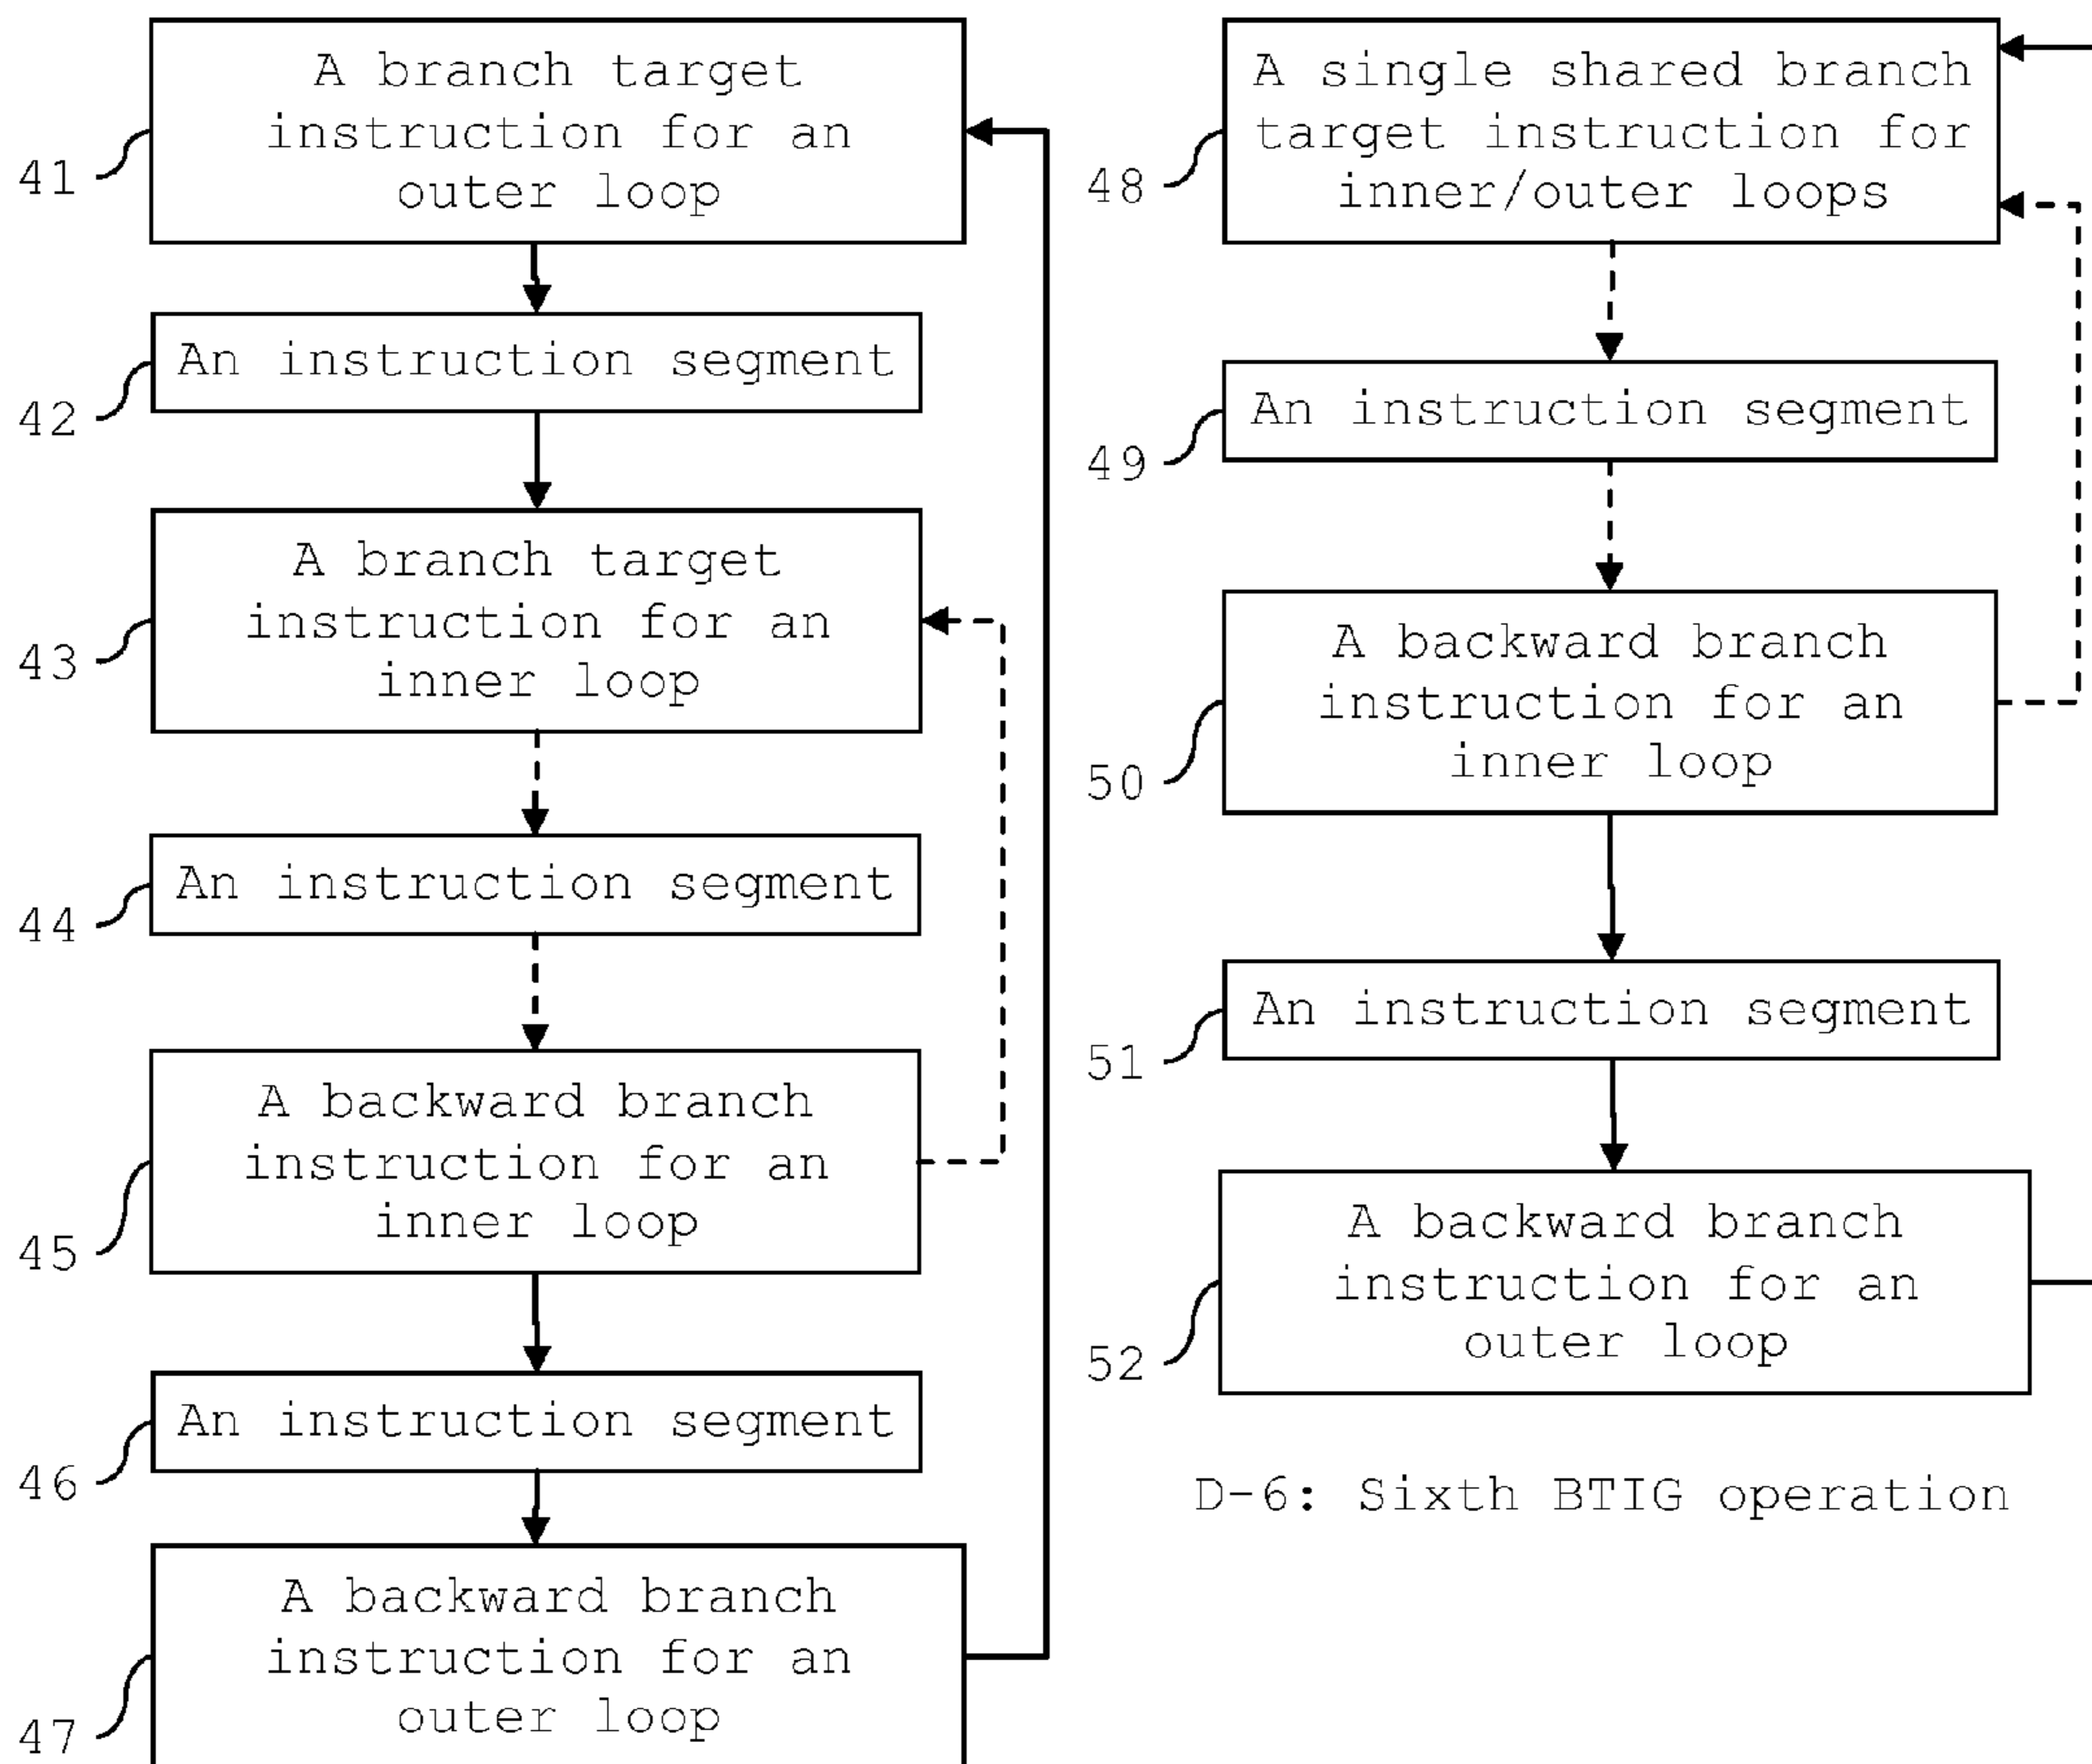 A branch target
instruction for an
outer loop
41
An instruction segment
42
A branch target
instruction for an
inner loop
43
An instruction segment
44
A backward branch
instruction for an
inner loop
45
An instruction segment
46
A backward branch
instruction for an
outer loop
47
A single shared branch
target instruction for
inner/outer loops
48
An instruction segment
49
A backward branch
instruction for an
inner loop
50
An instruction segment
51
A backward branch
instruction for an
outer loop
52
D-6: Sixth BTIG operation